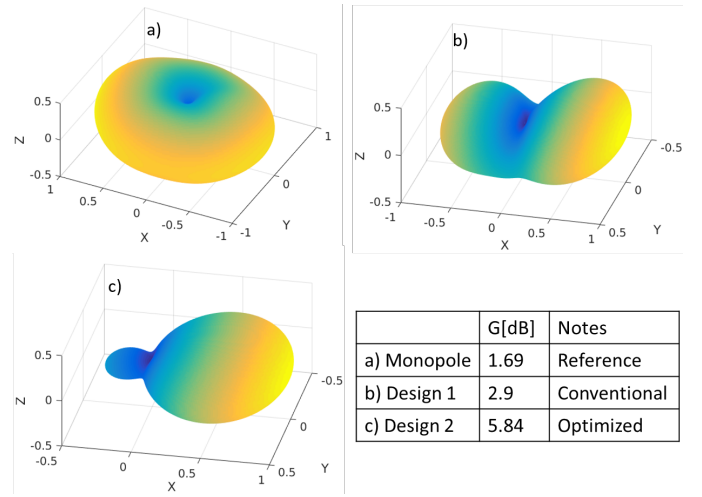 a)
0.5
0
-0.5
Z
1
0.5
0
-0.5
-1
X
-1
0
1
Y
b)
0.5
0
-0.5
Z
-1
-0.5
0
0.5
1
X
0.5
0
-0.5
Y
c)
0.5
0
-0.5
Z
-0.5
0
0.5
1
X
0.5
0
-0.5
Y
G[dB] Notes
a) Monopole 1.69 Reference
b) Design 1 2.9 Conventional
c) Design 2 5.84 Optimized